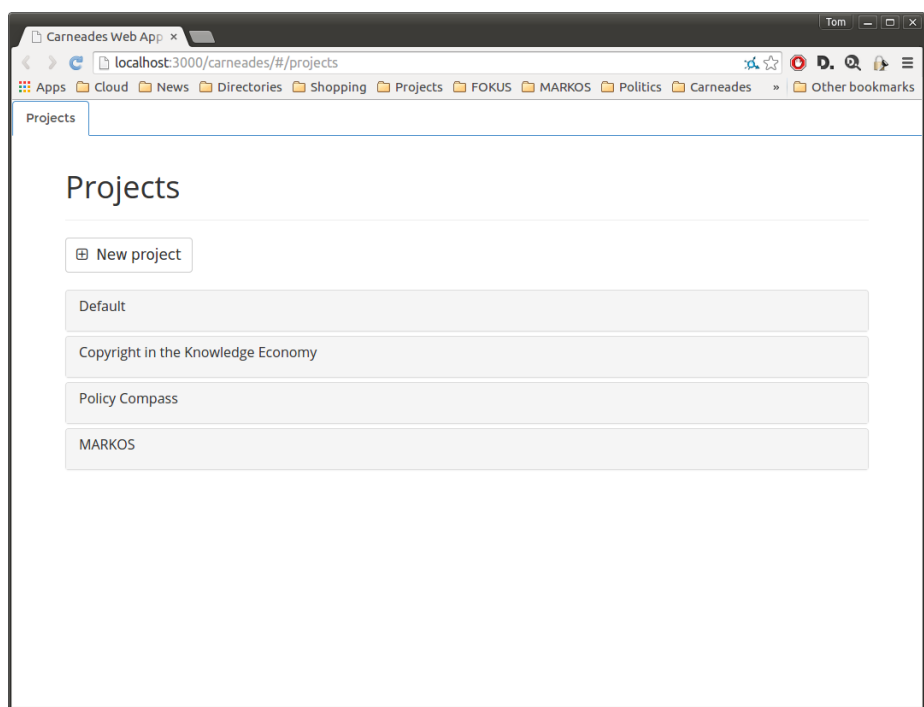 Tom
Carneades Web App
localhost:3000/carneades/#/projects
D.
Apps Cloud News Directories Shopping Projects FOKUS MARKOS Politics Carneades » Other bookmarks
Projects
Projects
New project
Default
Copyright in the Knowledge Economy
Policy Compass
MARKOS